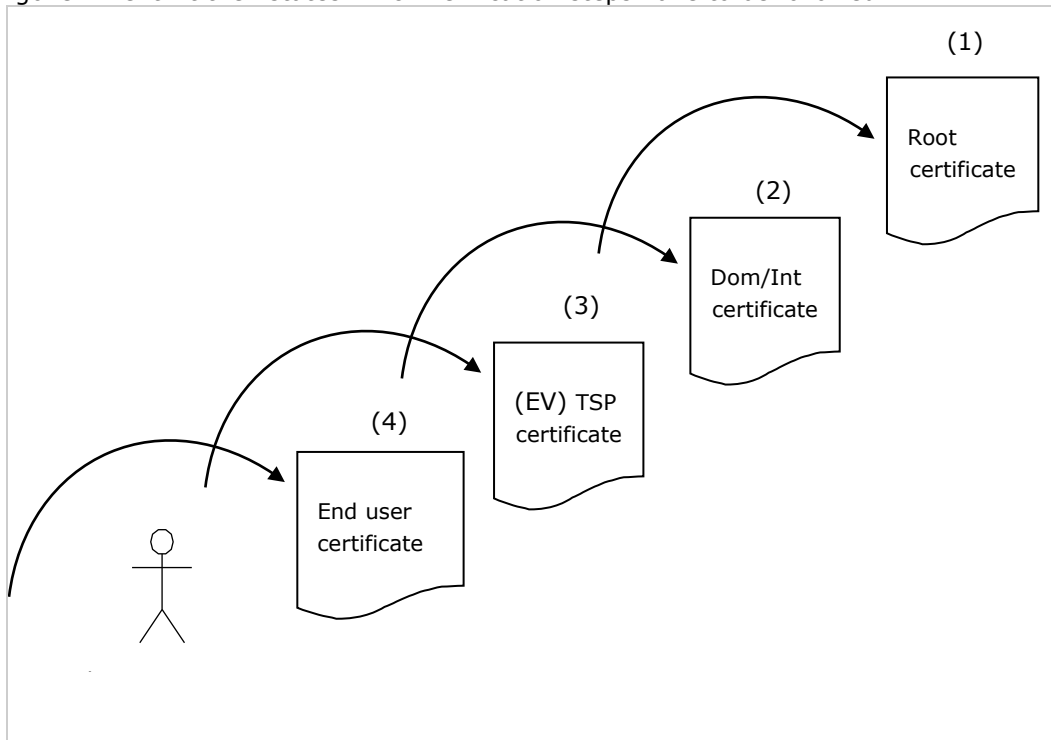 (1)
Root
certificate
(2)
Dom/Int
certificate
(3)
(EV) TSP
certificate
(4)
End user
certificate